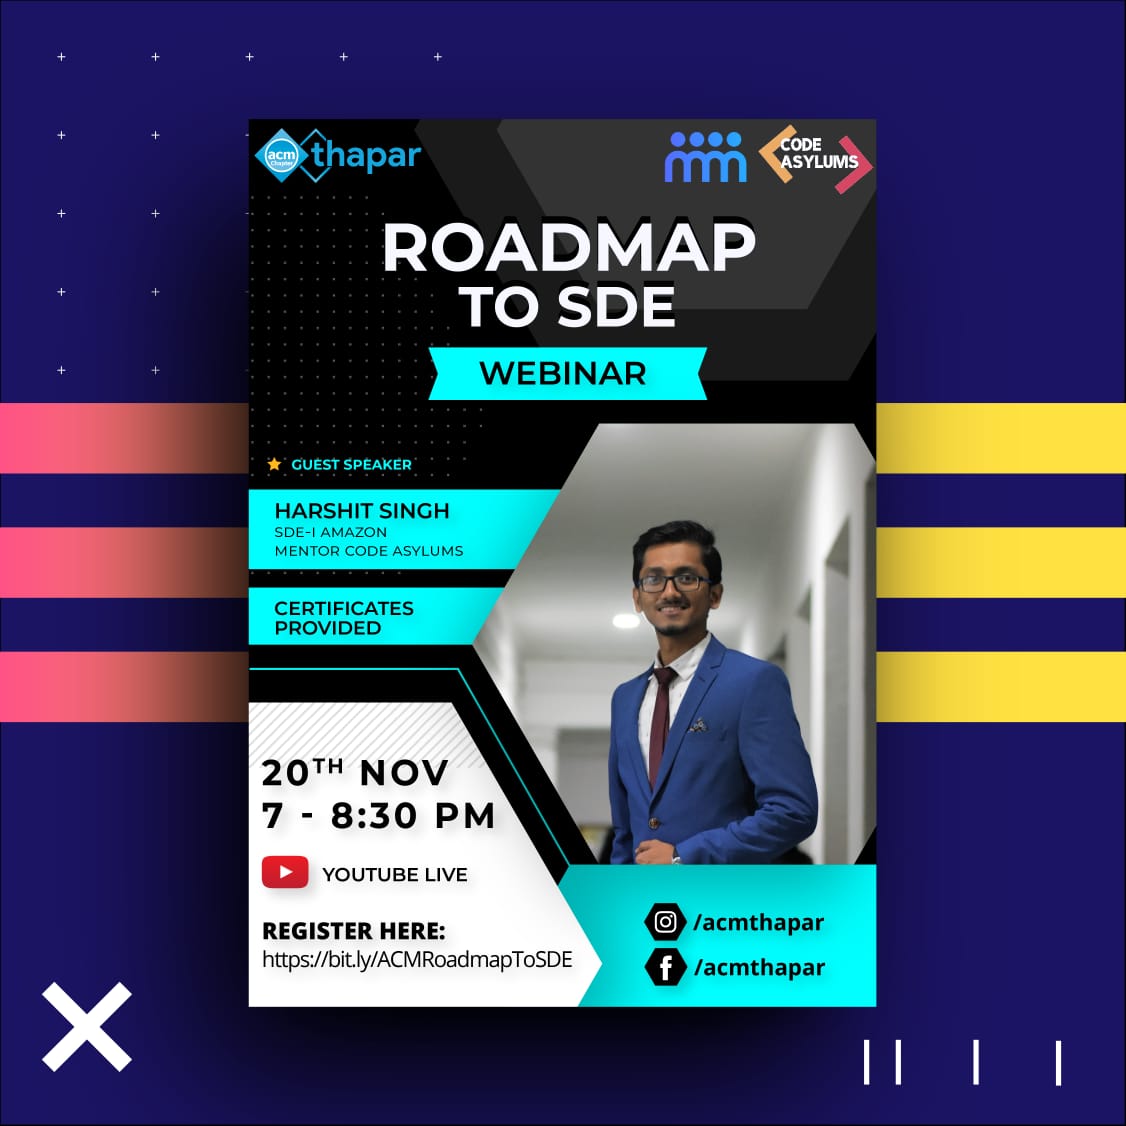 acm
Chapter
thapar
CODE
ASYLUMS
ROADMAP
TO SDE
WEBINAR
GUEST SPEAKER
HARSHIT SINGH
SDE-I AMAZON
MENTOR CODE ASYLUMS
CERTIFICATES
PROVIDED
20TH NOV
7 - 8:30 PM
YOUTUBE LIVE
REGISTER HERE:
https://bit.ly/ACMRoadmapToSDE
/acmthapar
/acmthapar